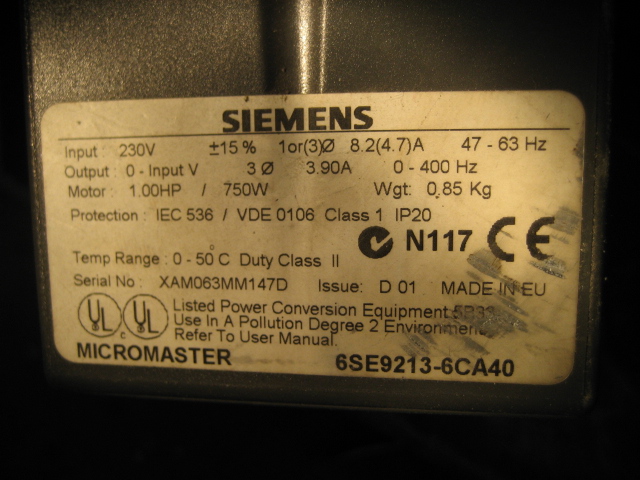 SIEMENS
Input : 230V ±15 % 1or(3)Ø 8.2(4.7)A 47 - 63 Hz
Output : 0 - Input V 3 Ø 3.90A 0 - 400 Hz
Motor : 1.00HP / 750W Wgt: 0.85 Kg
Protection : IEC 536 / VDE 0106 Class 1 IP20
N117 CE
Temp Range : 0 - 50°C Duty Class II
Serial No : XAM063MM147D Issue: D 01 MADE IN EU
UL c UL Listed Power Conversion Equipment
Use In A Pollution Degree 2 Environment
Refer To User Manual.
MICROMASTER 6SE9213-6CA40